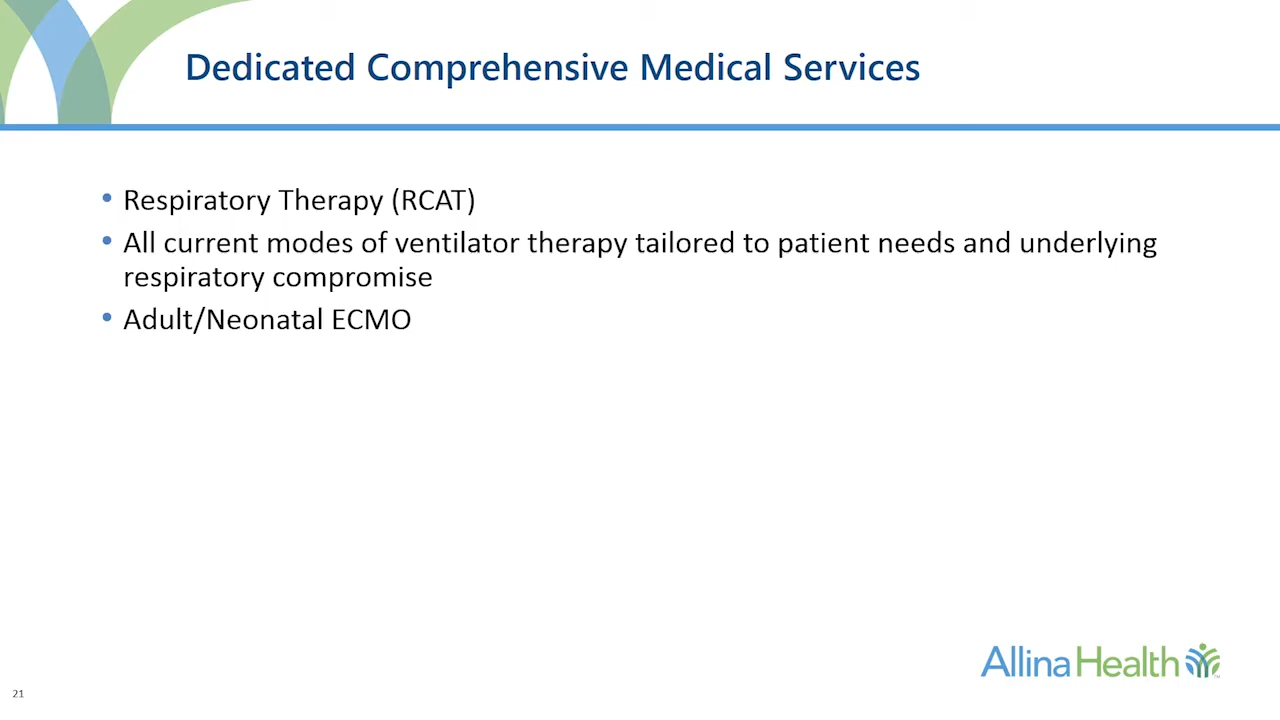 Dedicated Comprehensive Medical Services
• Respiratory Therapy (RCAT)
• All current modes of ventilator therapy tailored to patient needs and underlying
respiratory compromise
• Adult/Neonatal ECMO
Allina Health
21